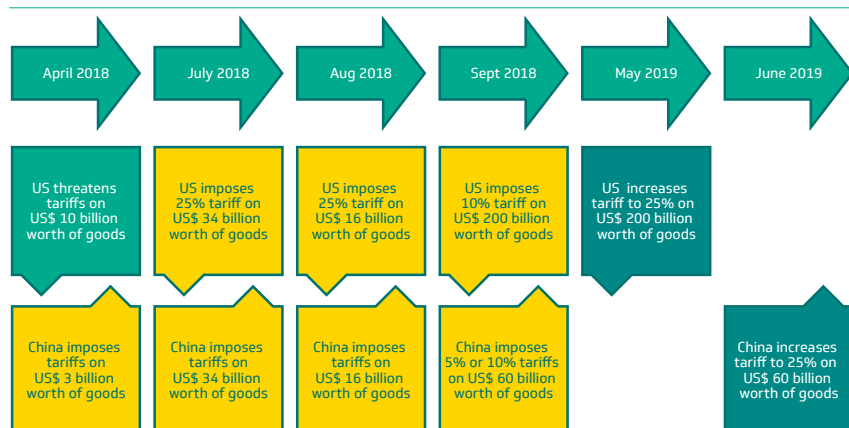 April 2018
July 2018
Aug 2018
Sept 2018
May 2019
June 2019
US threatens
tariffs on
US$ 10 billion
worth of goods
US imposes
25% tariff on
US$ 34 billion
worth of goods
US imposes
25% tariff on
US$ 16 billion
worth of goods
US imposes
10% tariff on
US$ 200 billion
worth of goods
US increases
tariff to 25% on
US$ 200 billion
worth of goods
China imposes
tariffs on
US$ 3 billion
worth of goods
China imposes
tariffs on
US$ 34 billion
worth of goods
China imposes
tariffs on
US$ 16 billion
worth of goods
China imposes
5% or 10% tariffs
on US$ 60 billion
worth of goods
China increases
tariff to 25% on
US$ 60 billion
worth of goods